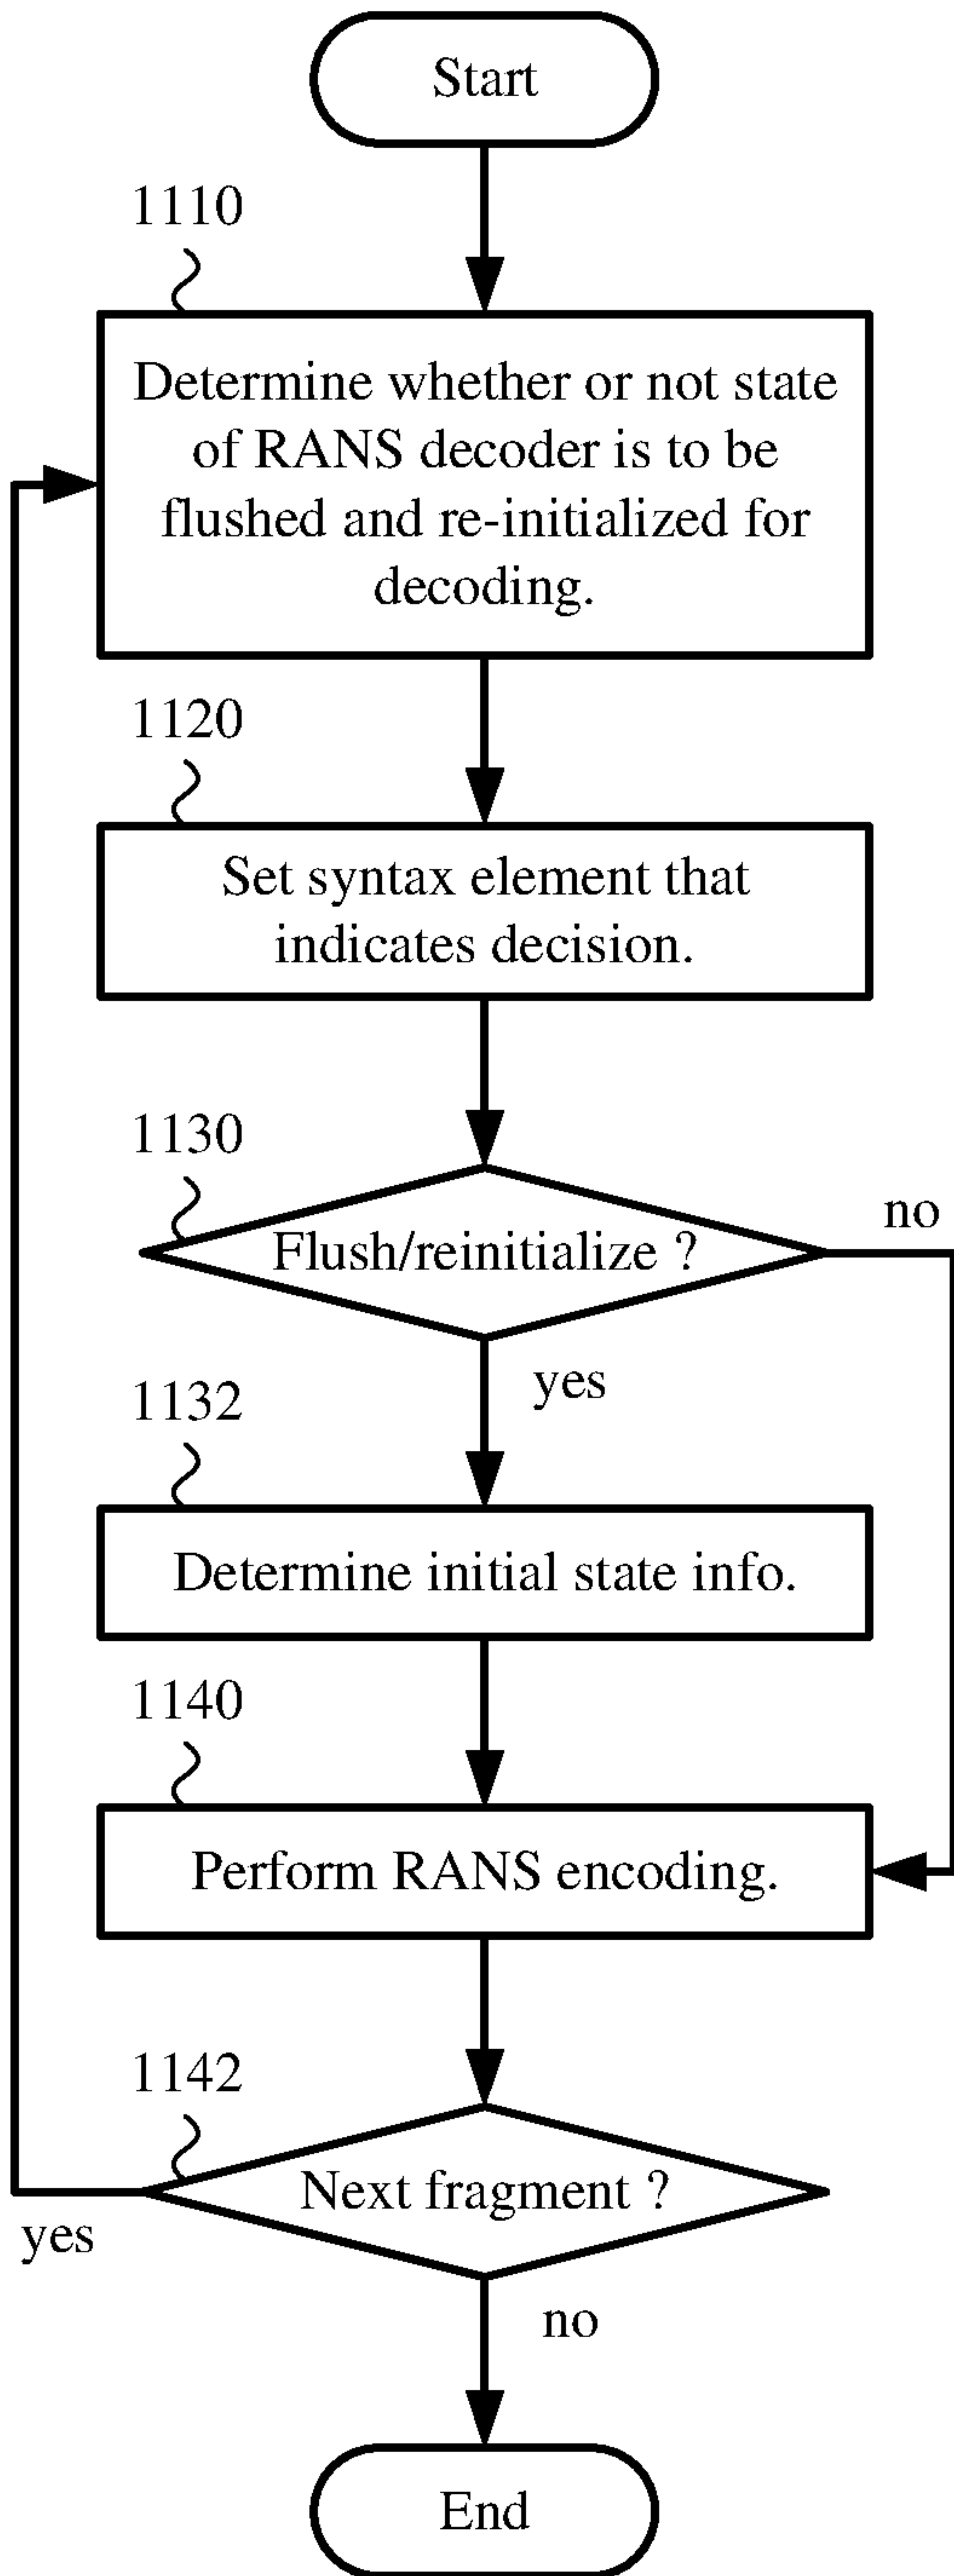 Start
1110
Determine whether or not state
of RANS decoder is to be
flushed and re-initialized for
decoding.
1120
Set syntax element that
indicates decision.
1130
Flush/reinitialize ?
no
yes
1132
Determine initial state info.
1140
Perform RANS encoding.
1142
Next fragment ?
yes
no
End